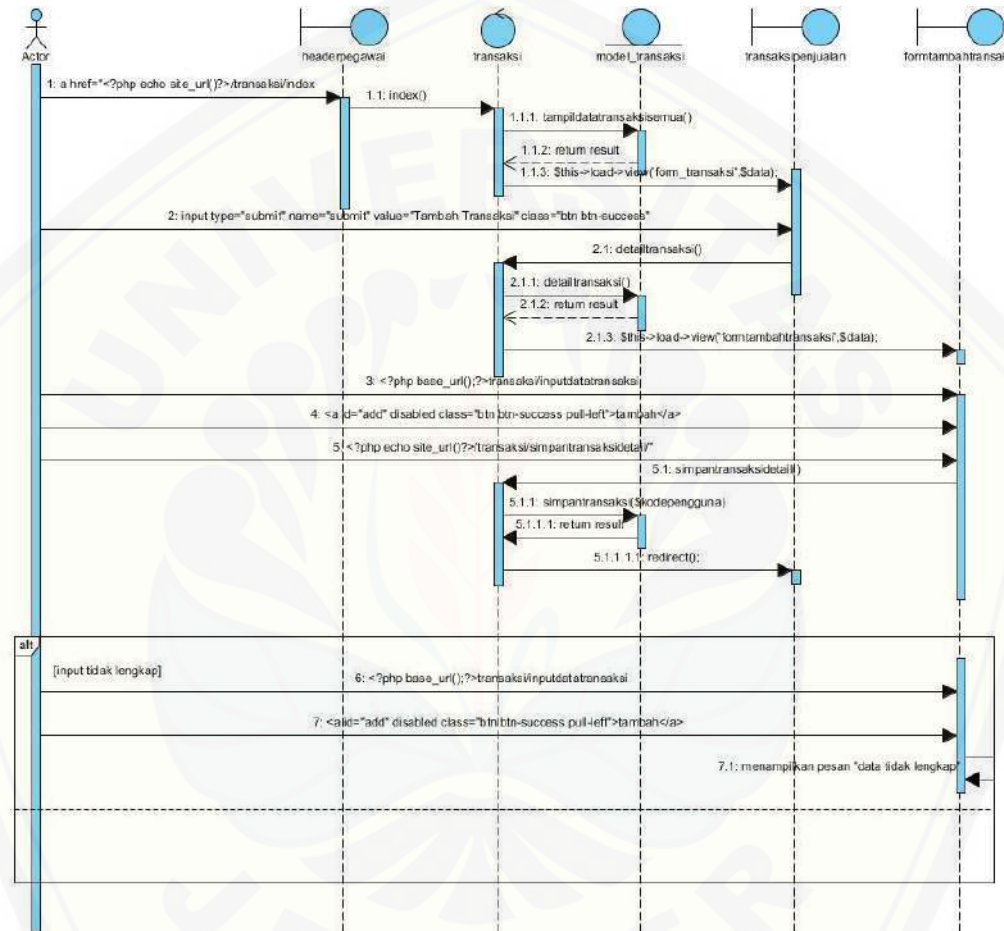 Actor
headerpegawai
transaksi
model_transaksi
transaksipenjualan
formtambahtransak
1: a href="<?php echo site_url()?>/transaksi/index
1.1: index()
1.1.1: tampildatatransaksisemua()
1.1.2: return result
1.1.3: $this->load->view('form_transaksi',$data);
2: input type="submit" name="submit" value="Tambah Transaksi" class="btn btn-success"
2.1: detailtransaksi()
2.1.1: detailtransaksi()
2.1.2: return result
2.1.3: $this->load->view('formtambahtransaksi',$data);
3: <?php base_url();?>transaksi/inputdatatransaksi
4: <a id="add" disabled class="btn btn-success pull-left">tambah</a>
5: <?php echo site_url()?>/transaksi/simpantransaksidetail/"
5.1: simpantransaksidetail()
5.1.1: simpantransaksi($kodepengguna)
5.1.1.1: return result
5.1.1.1.1: redirect();
alt
[input tidak lengkap]
6: <?php base_url();?>transaksi/inputdatatransaksi
7: <a id="add" disabled class="btn btn-success pull-left">tambah</a>
7.1: menampilkan pesan "data tidak lengkap"
UNIVERSITAS